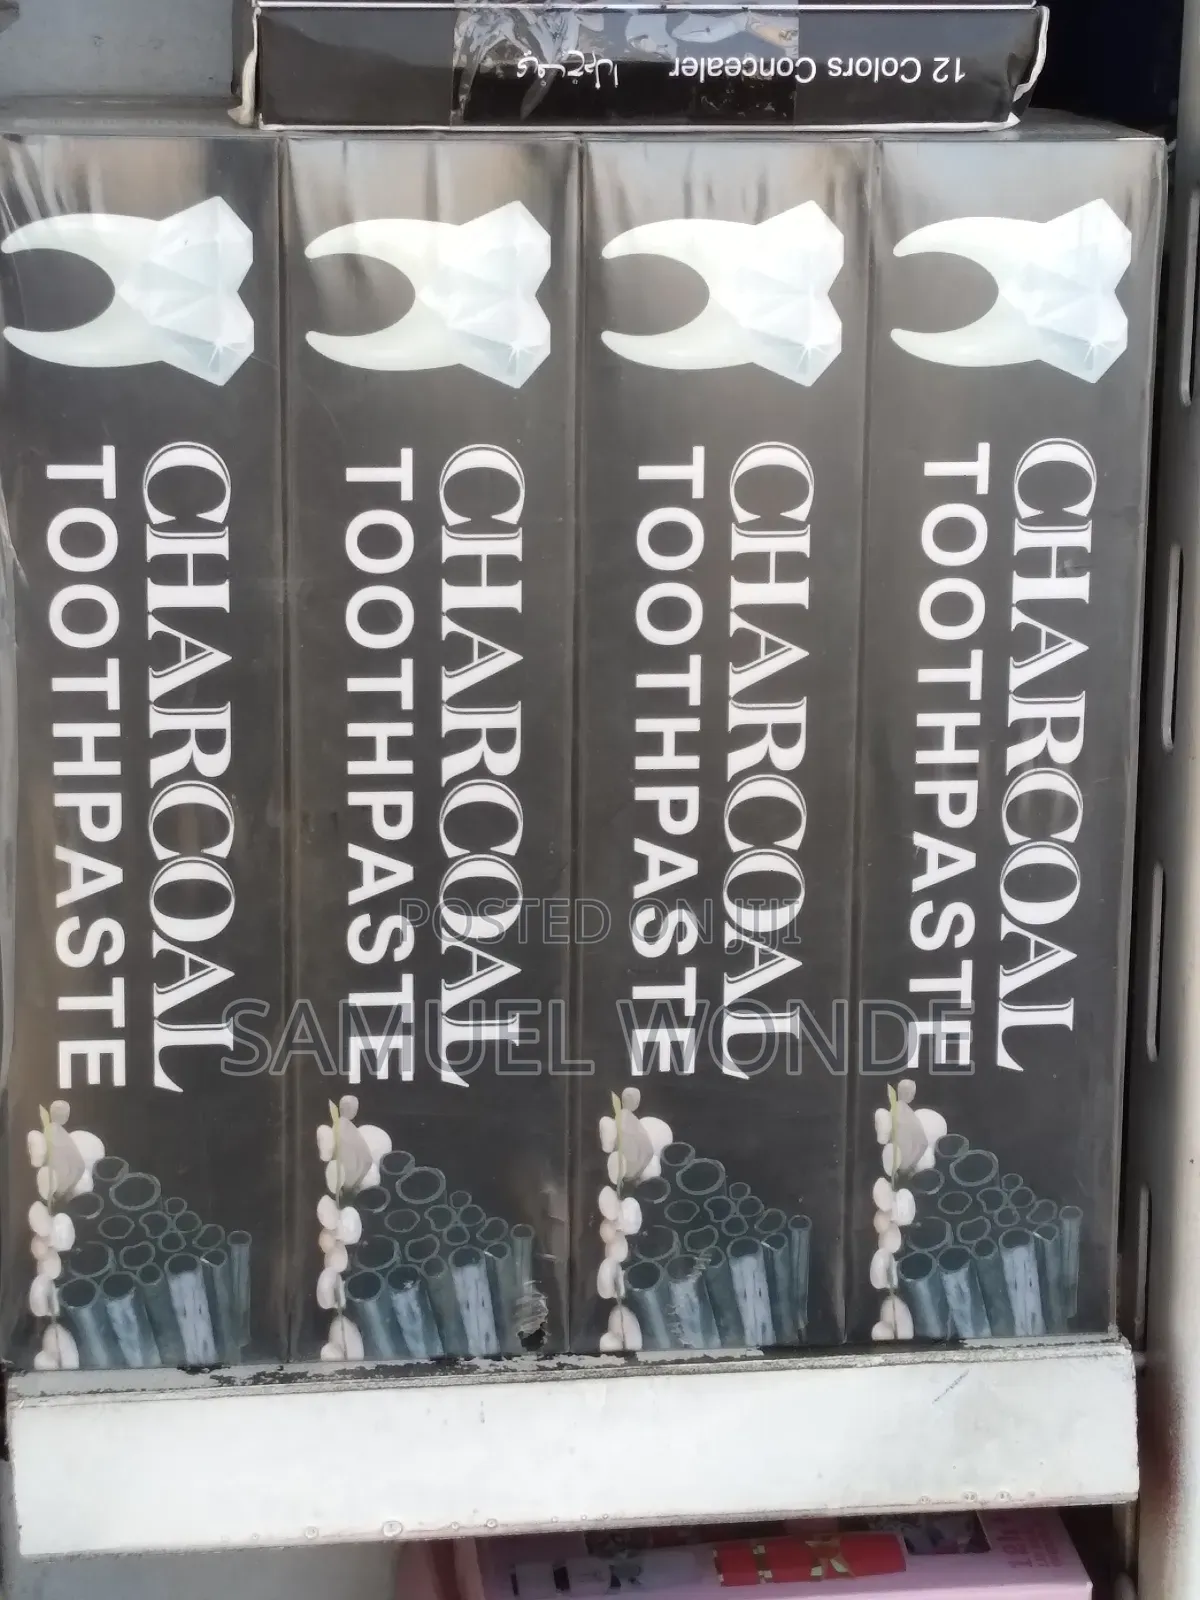 12 Colors Concealer
CHARCOAL
TOOTHPASTE
CHARCOAL
TOOTHPASTE
CHARCOAL
TOOTHPASTE
CHARCOAL
TOOTHPASTE
POSTED ON JIJI
SAMUEL WONDE